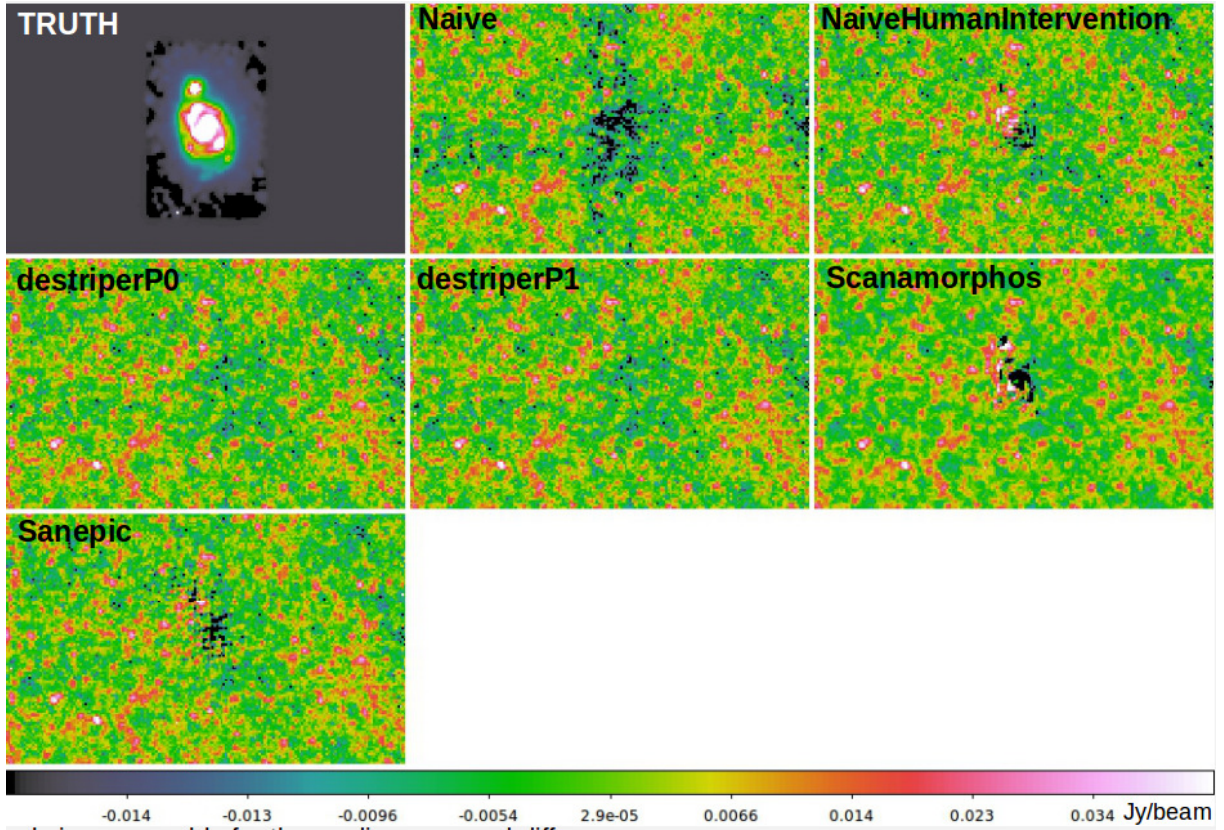 TRUTH
Naive
NaiveHumanIntervention
destriperP0
destriperP1
Scanamorphos
Sanepic
-0.014 -0.013 -0.0096 -0.0054 2.9e-05 0.0066 0.014 0.023 0.034 Jy/beam